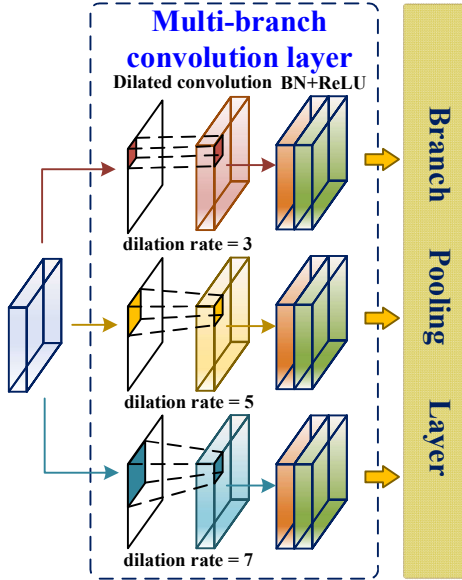 Multi-branch
convolution layer
Dilated convolution BN+ReLU
dilation rate = 3
dilation rate = 5
dilation rate = 7
Branch Pooling Layer